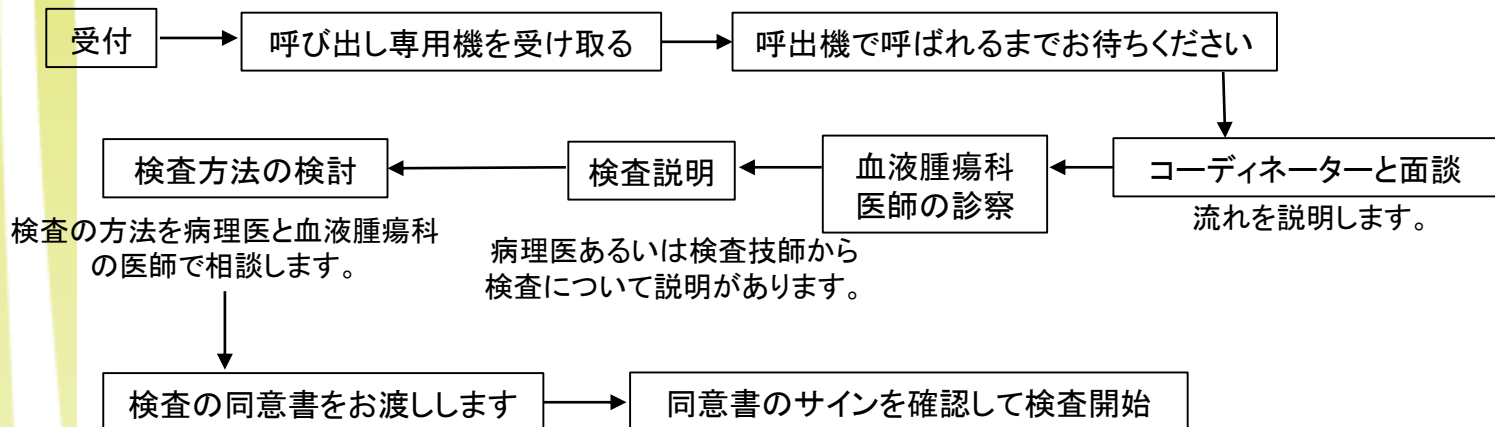 受付
呼び出し専用機を受け取る
呼出機で呼ばれるまでお待ちください
コーディネーターと面談
流れを説明します。
血液腫瘍科
医師の診察
検査説明
病理医あるいは検査技師から
検査について説明があります。
検査方法の検討
検査の方法を病理医と血液腫瘍科
の医師で相談します。
検査の同意書をお渡しします
同意書のサインを確認して検査開始